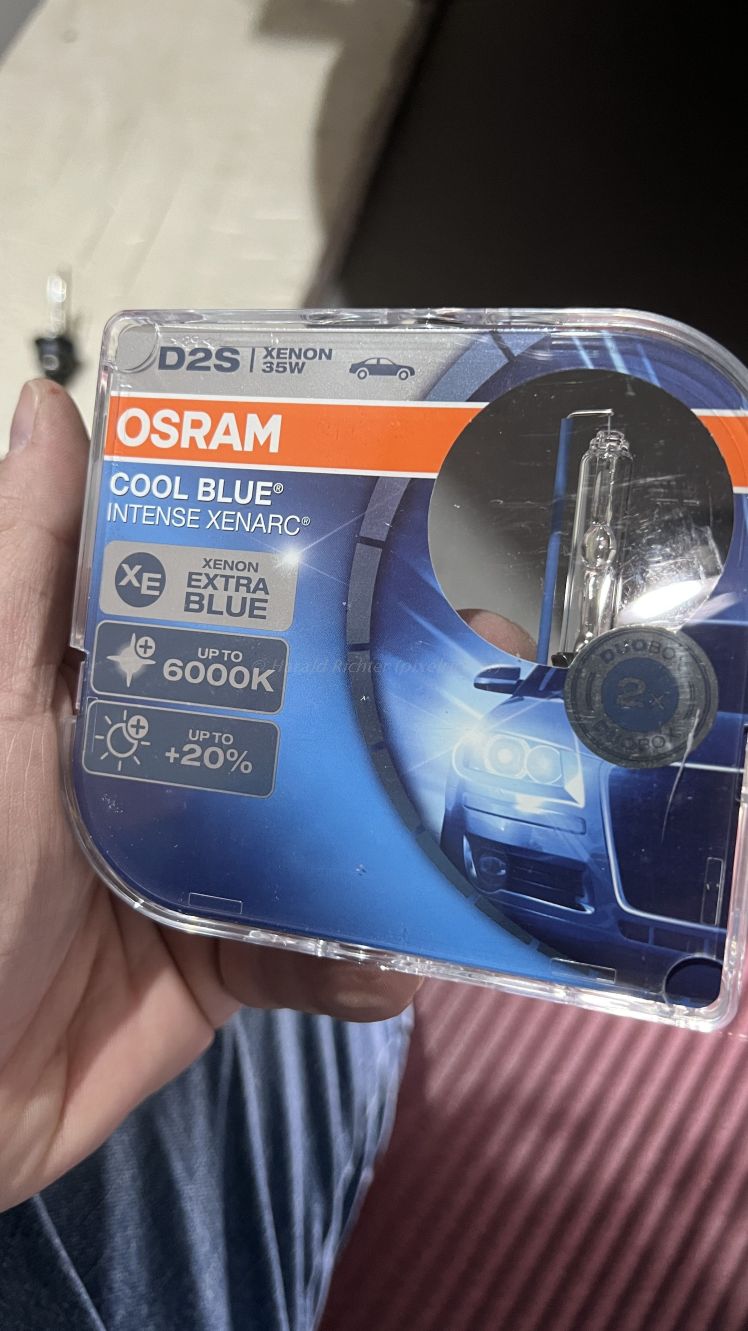 D2S | XENON 35W
OSRAM
COOL BLUE®
INTENSE XENARC®
XE
XENON
EXTRA
BLUE
UP TO
6000K
UP TO
+20%
DUOBOX
2x